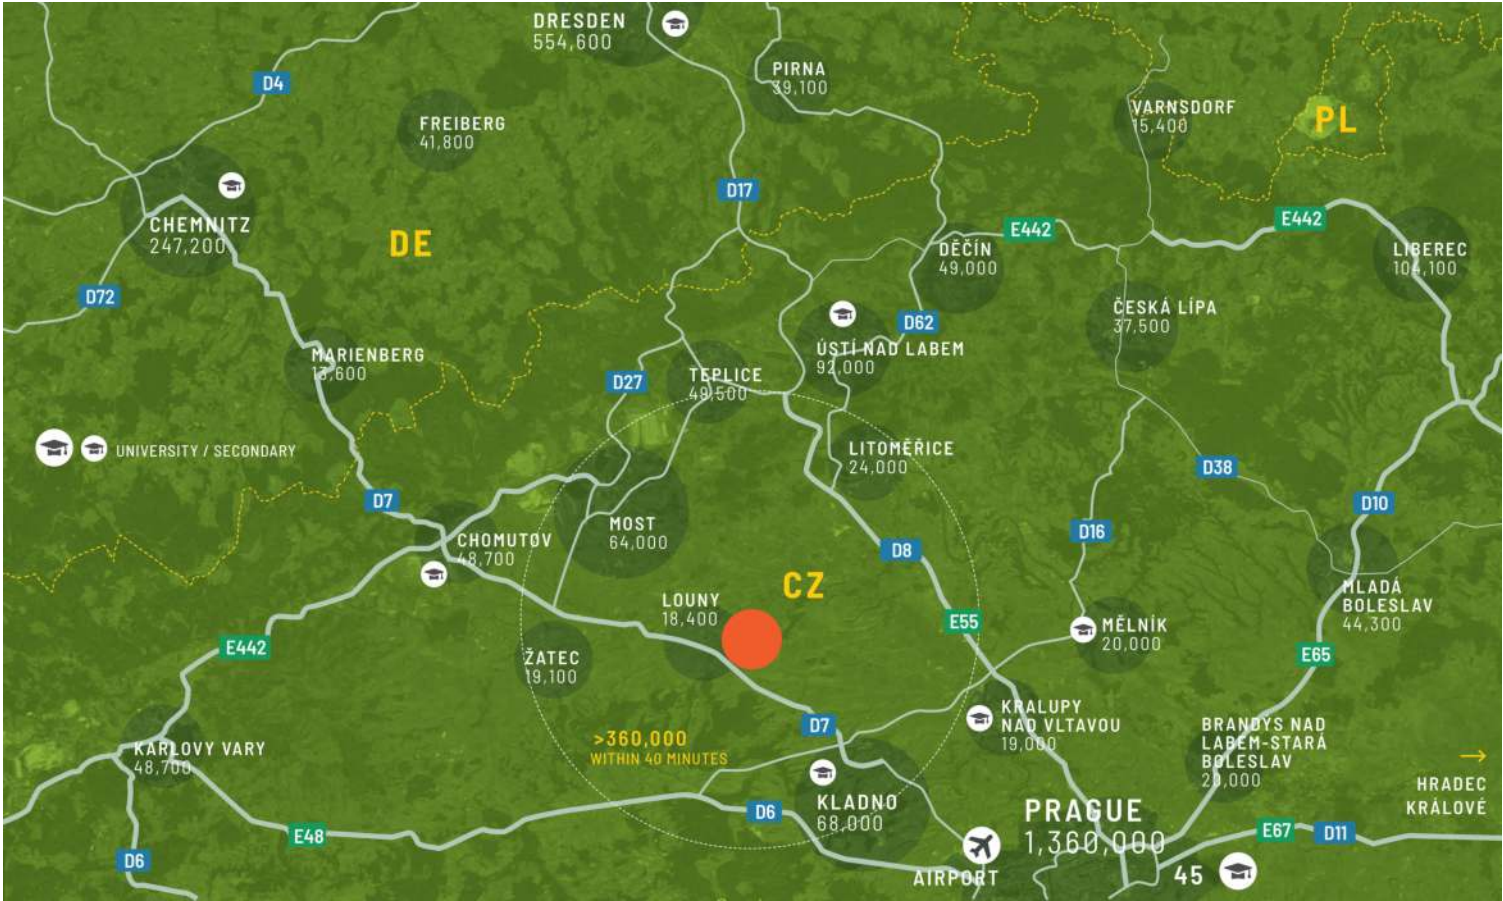 DRESDEN
554,600
PIRNA
39,100
D4
FREIBERG
41,800
VARNSDORF
15,400
PL
D17
CHEMNITZ
247,200
DE
E442
E442
DĚČÍN
49,000
LIBEREC
104,100
D72
ČESKÁ LÍPA
37,500
D62
MARIENBERG
13,600
ÚSTÍ NAD LABEM
92,000
TEPLICE
49,500
D27
UNIVERSITY / SECONDARY
LITOMĚŘICE
24,000
D38
D7
D10
MOST
64,000
D16
CHOMUTOV
48,700
D8
CZ
MLADÁ
BOLESLAV
44,300
LOUNY
18,400
E55
MĚLNÍK
20,000
E442
ŽATEC
19,100
E65
KRALUPY
NAD VLTAVOU
19,000
D7
BRANDYS NAD
LABEM-STARÁ
BOLESLAV
20,000
>360,000
WITHIN 40 MINUTES
KARLOVY VARY
48,700
HRADEC
KRÁLOVÉ
KLADNO
68,000
D6
PRAGUE
1,360,000
E48
E67
D11
D6
AIRPORT
45